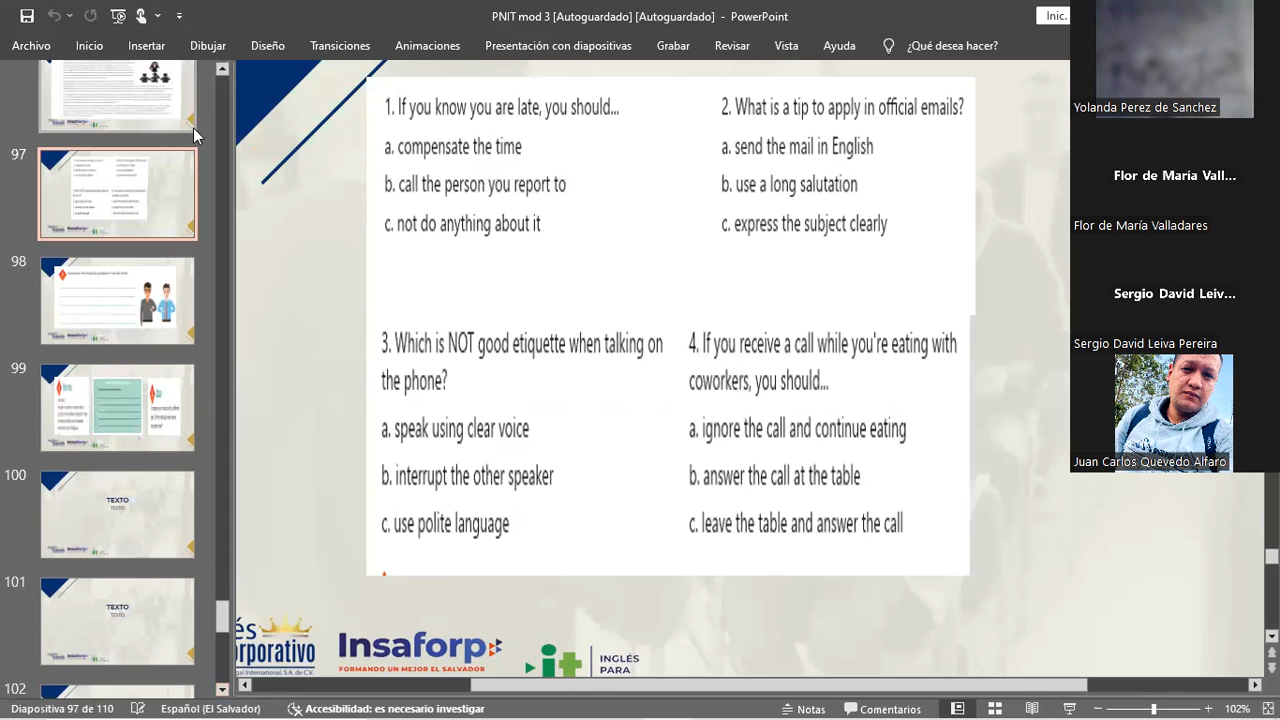 PNIT mod 3 [Autoguardado] [Autoguardado] - PowerPoint
Inic.
Archivo Inicio Insertar Dibujar Diseño Transiciones Animaciones Presentación con diapositivas Grabar Revisar Vista Ayuda ¿Qué desea hacer?
97
98
99
100
TEXTO
TEXTO
101
TEXTO
TEXTO
102
1. If you know you are late, you should...
a. compensate the time
b. call the person you report to
c. not do anything about it
2. What is a tip to apply in official emails?
a. send the mail in English
b. use a long salutation
c. express the subject clearly
3. Which is NOT good etiquette when talking on
the phone?
a. speak using clear voice
b. interrupt the other speaker
c. use polite language
4. If you receive a call while you're eating with
coworkers, you should...
a. ignore the call and continue eating
b. answer the call at the table
c. leave the table and answer the call
és
orporativo
gal International, S.A. de C.V.
Insaforp
FORMANDO UN MEJOR EL SALVADOR
it
INGLÉS
PARA
Yolanda Perez de Sanchez
Flor de Maria Vall...
Flor de María Valladares
Sergio David Leiv...
Sergio David Leiva Pereira
Juan Carlos Quevedo Alfaro
Diapositiva 97 de 110 Español (El Salvador) Accesibilidad: es necesario investigar Notas Comentarios 102%